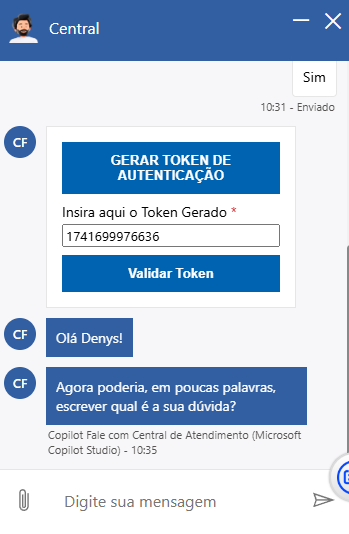 Central
Sim
10:31 - Enviado
CF
GERAR TOKEN DE
AUTENTICAÇÃO
Insira aqui o Token Gerado *
1741699976636
Validar Token
CF
Olá Denys!
CF
Agora poderia, em poucas palavras,
escrever qual é a sua dúvida?
Copilot Fale com Central de Atendimento (Microsoft
Copilot Studio) - 10:35
Digite sua mensagem